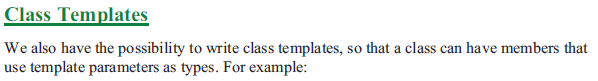 Class Templates
We also have the possibility to write class templates, so that a class can have members that
use template parameters as types. For example: